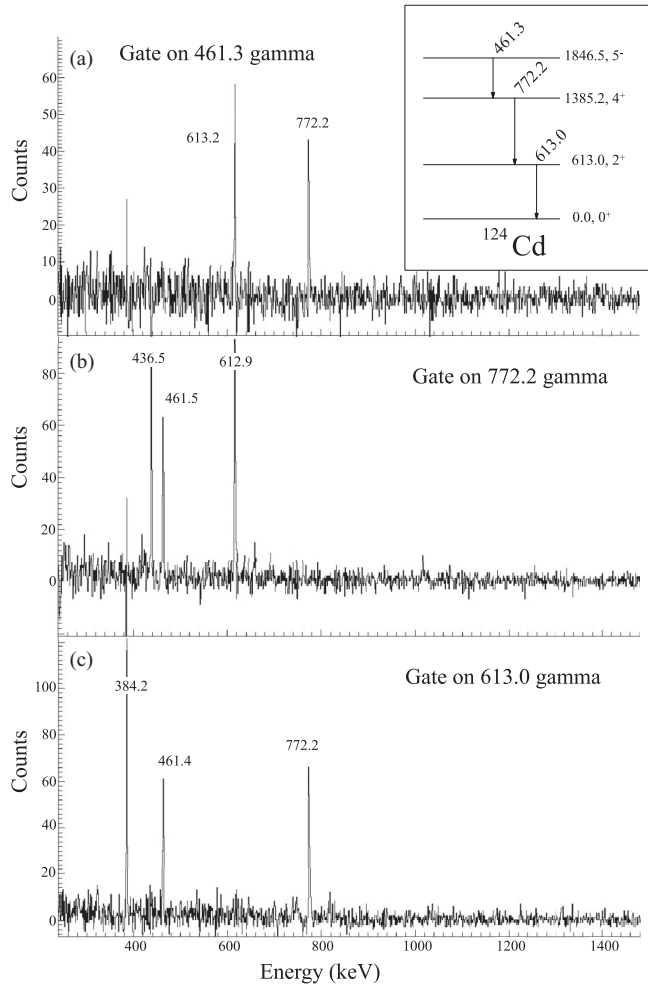 (a)
Gate on 461.3 gamma
613.2
772.2
Counts
60
50
40
30
20
10
0
461.3
1846.5, 5⁻
772.2
1385.2, 4⁺
613.0
613.0, 2⁺
0.0, 0⁺
¹²⁴Cd
(b)
436.5
461.5
612.9
Gate on 772.2 gamma
Counts
80
60
40
20
0
(c)
384.2
461.4
772.2
Gate on 613.0 gamma
Counts
100
80
60
40
20
0
400 600 800 1000 1200 1400
Energy (keV)